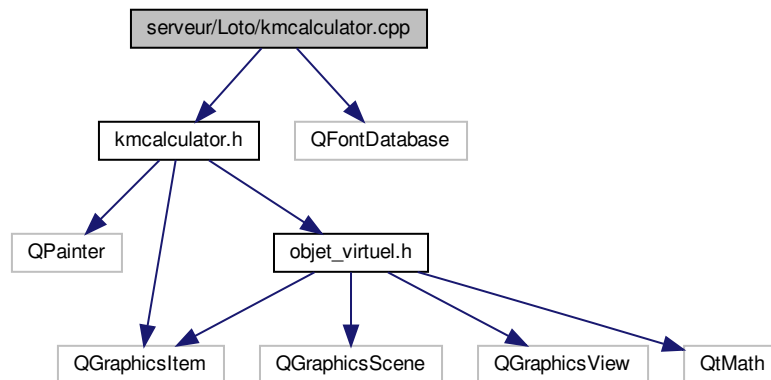 serveur/Loto/kmcalculator.cpp
kmcalculator.h
QFontDatabase
QPainter
objet_virtuel.h
QGraphicsItem
QGraphicsScene
QGraphicsView
QtMath